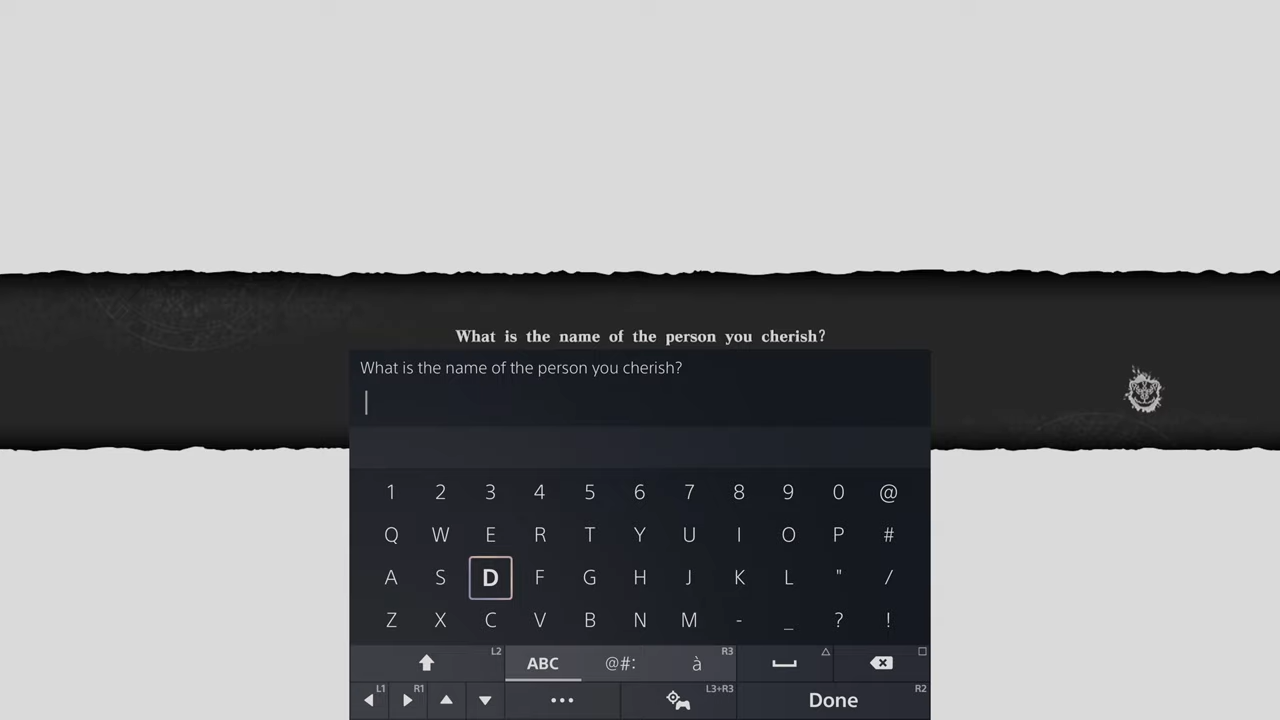 What is the name of the person you cherish?
What is the name of the person you cherish?
1 2 3 4 5 6 7 8 9 0 @
Q W E R T Y U I O P #
A S D F G H J K L " /
Z X C V B N M - _ ? !
L2 ABC @#: à R3 △ □
L1 R1 ... L3+R3 Done R2